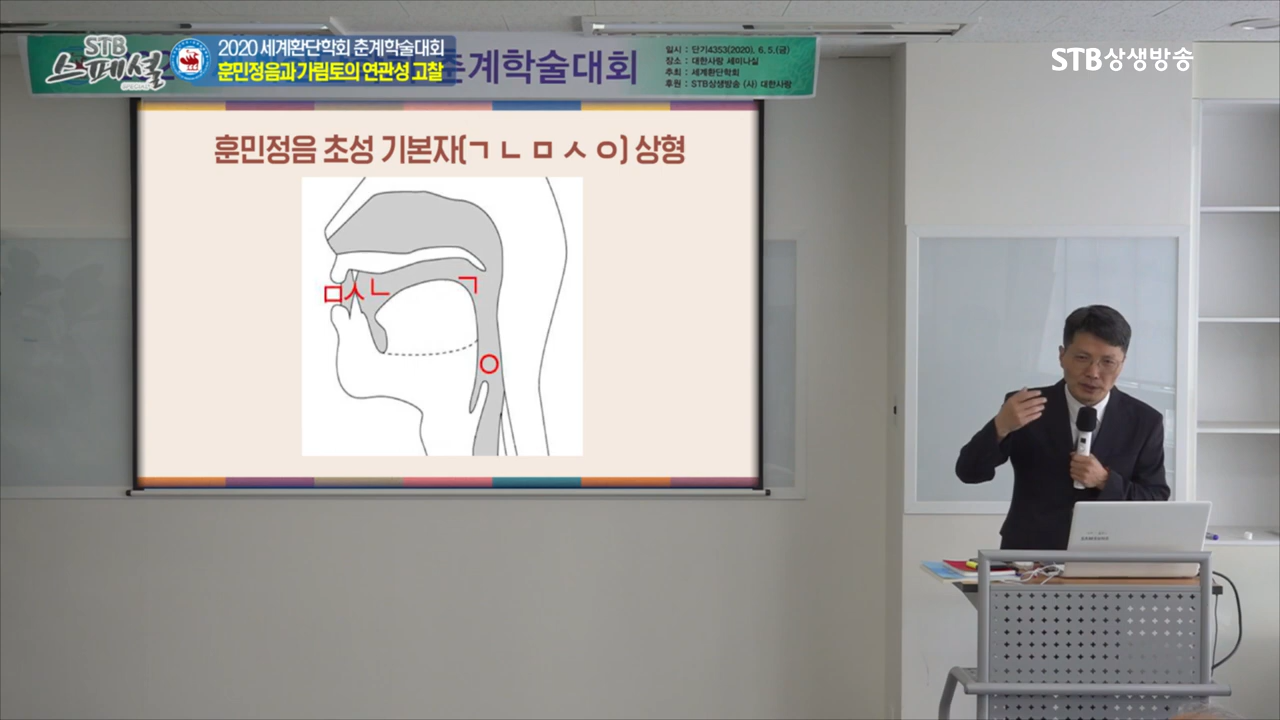 STB
스페셜
SPECIAL
2020 세계환단학회 춘계학술대회
훈민정음과 가림토의 연관성 고찰
춘계학술대회
일시 : 단기4353(2020). 6. 5.(금)
장소 : 대한사랑 세미나실
주최 : 세계환단학회
후원 : STB상생방송 (사) 대한사랑
STB상생방송
훈민정음 초성 기본자(ㄱ ㄴ ㅁ ㅅ ㅇ) 상형
ㅁ ㅅ ㄴ ㄱ
ㅇ
SAMSUNG